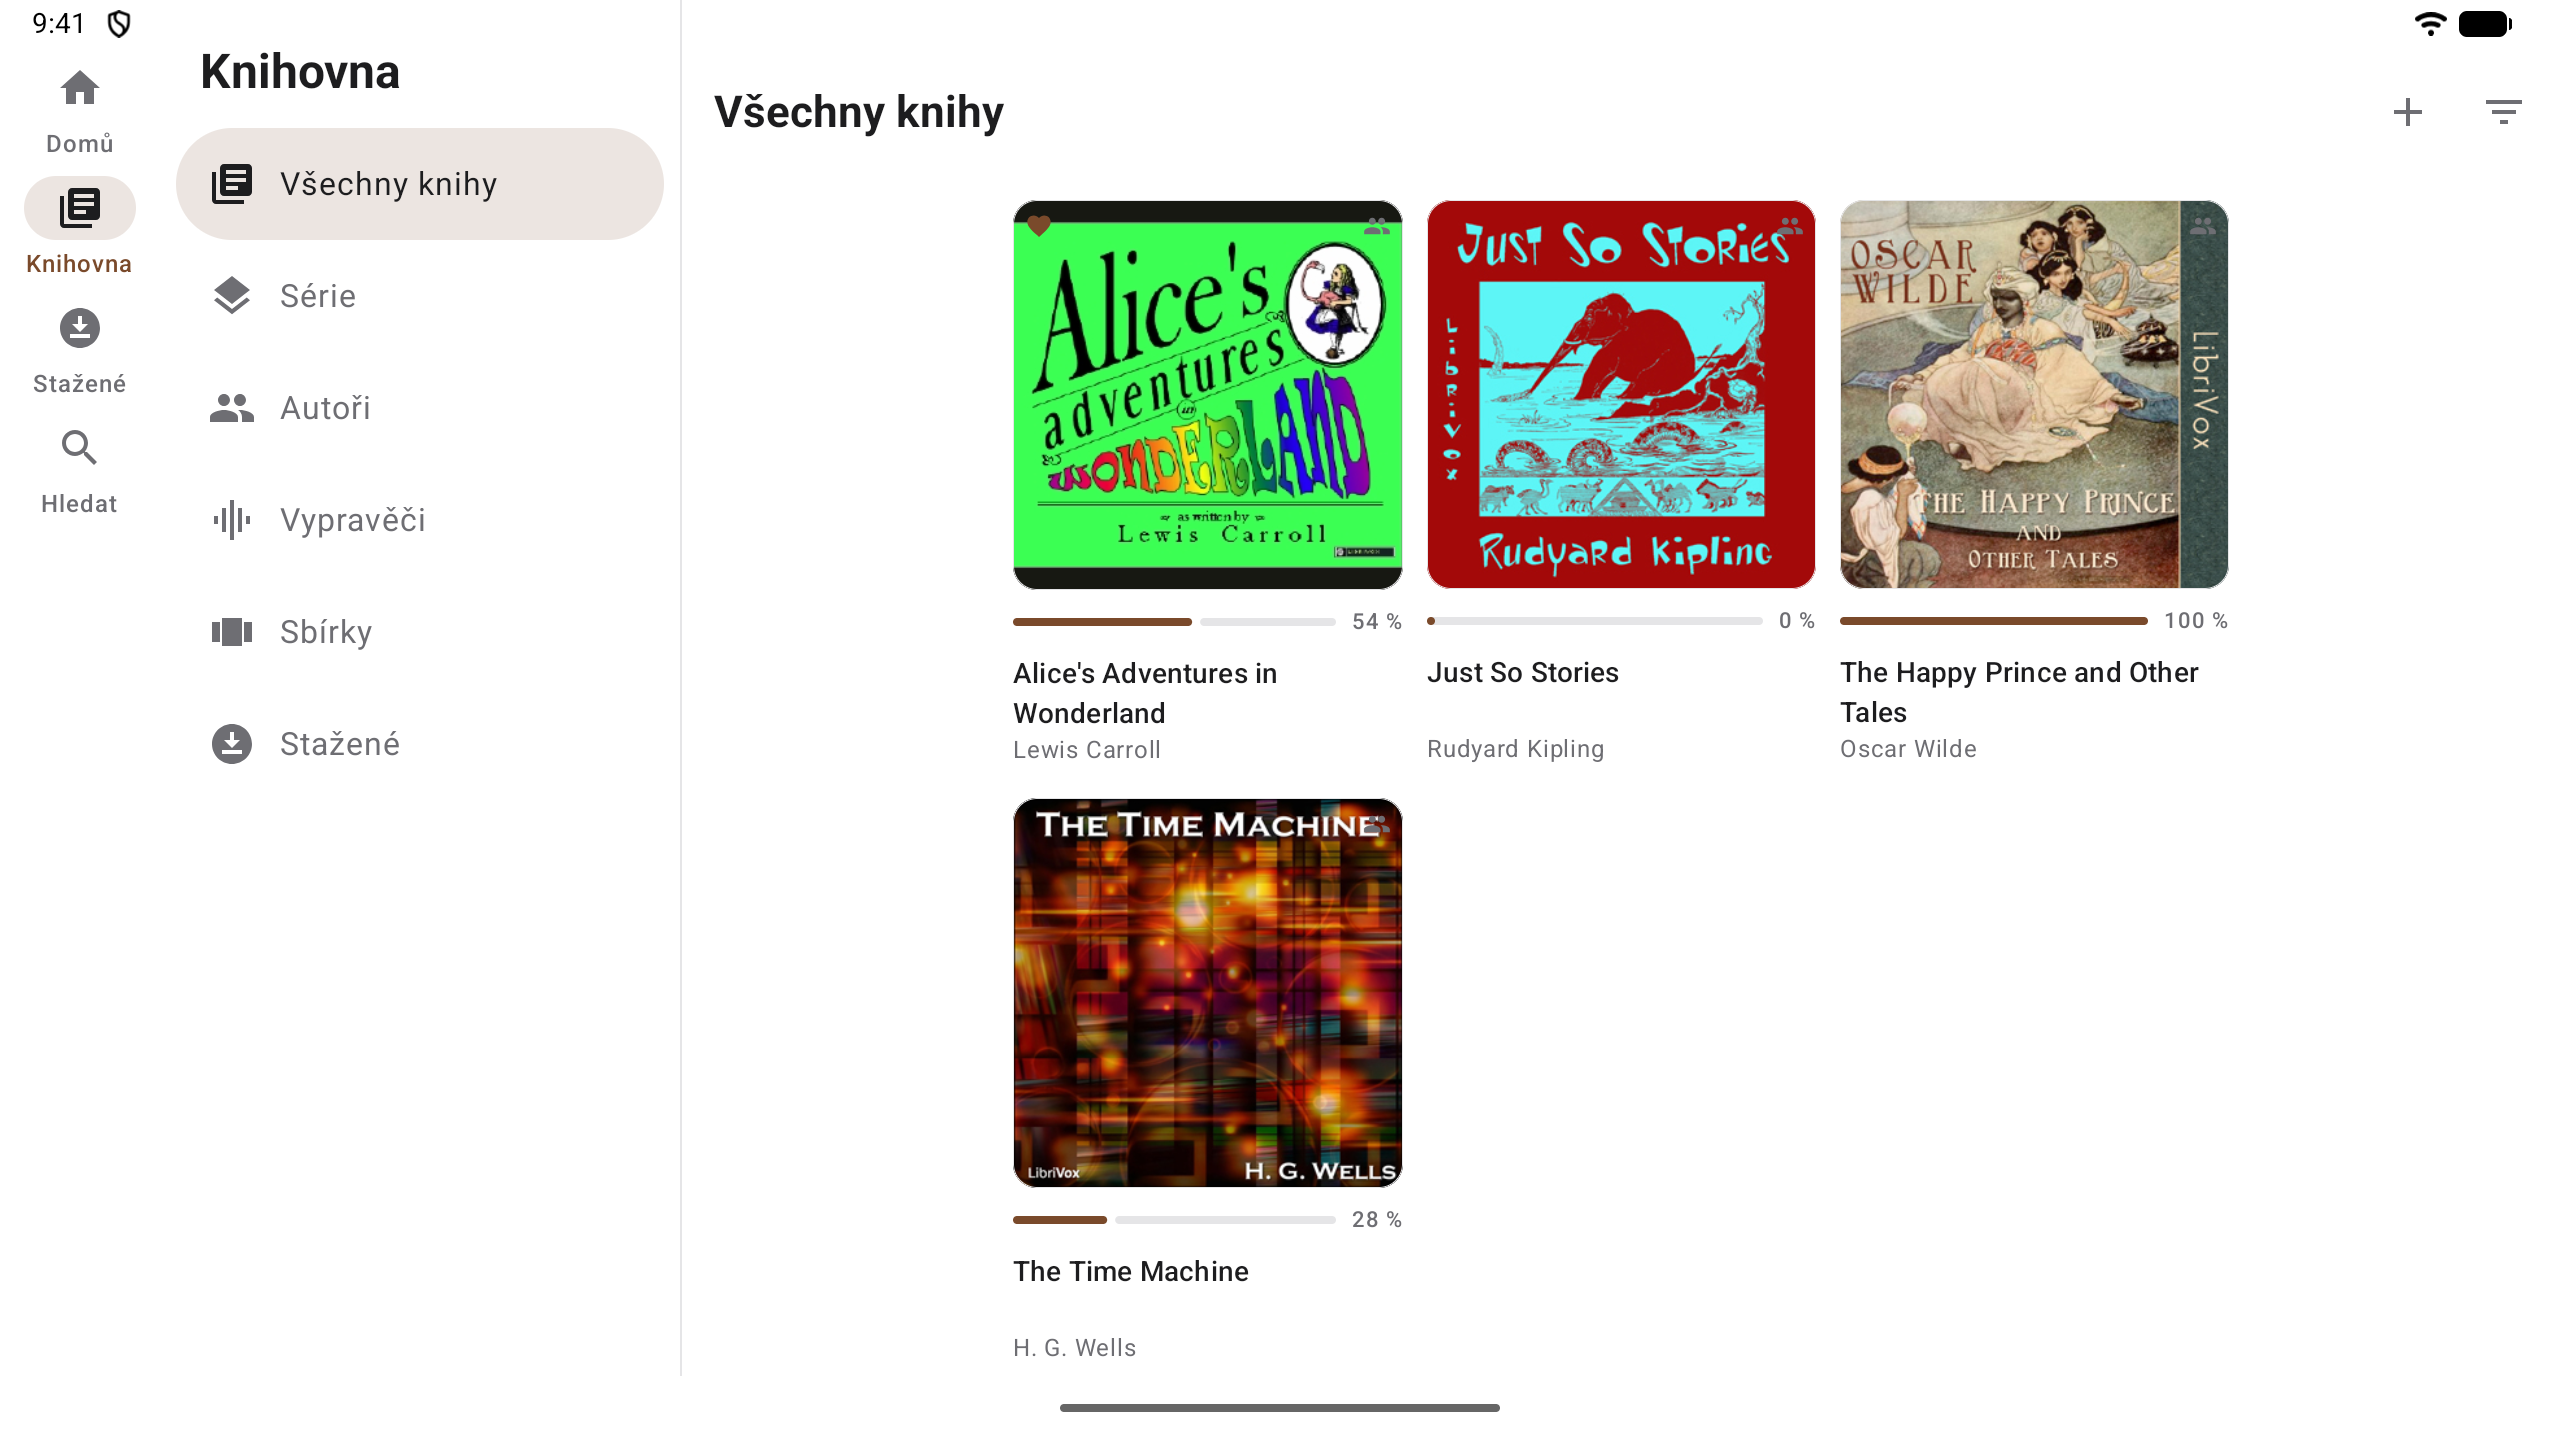 9:41
Domů
Knihovna
Stažené
Hledat
Knihovna
Všechny knihy
Série
Autoři
Vypravěči
Sbírky
Stažené
Všechny knihy
Alice's
adventures
in
WONDERLAND
as written by
Lewis Carroll
54 %
Alice's Adventures in
Wonderland
Lewis Carroll
Just So Stories
LibriVox
Rudyard Kipling
0 %
Just So Stories
Rudyard Kipling
OSCAR
WILDE
LibriVox
THE HAPPY PRINCE
AND
OTHER TALES
100 %
The Happy Prince and Other
Tales
Oscar Wilde
THE TIME MACHINE
LibriVox
H. G. WELLS
28 %
The Time Machine
H. G. Wells